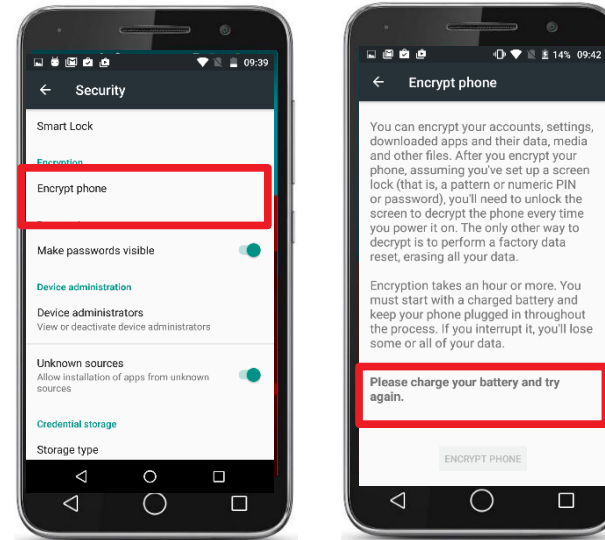 09:39
Security
Smart Lock
Encryption
Encrypt phone
Make passwords visible
Device administration
Device administrators
View or deactivate device administrators
Unknown sources
Allow installation of apps from unknown
sources
Credential storage
Storage type
14% 09:42
Encrypt phone
You can encrypt your accounts, settings,
downloaded apps and their data, media
and other files. After you encrypt your
phone, assuming you've set up a screen
lock (that is, a pattern or numeric PIN
or password), you'll need to unlock the
screen to decrypt the phone every time
you power it on. The only other way to
decrypt is to perform a factory data
reset, erasing all your data.
Encryption takes an hour or more. You
must start with a charged battery and
keep your phone plugged in throughout
the process. If you interrupt it, you'll lose
some or all of your data.
Please charge your battery and try
again.
ENCRYPT PHONE